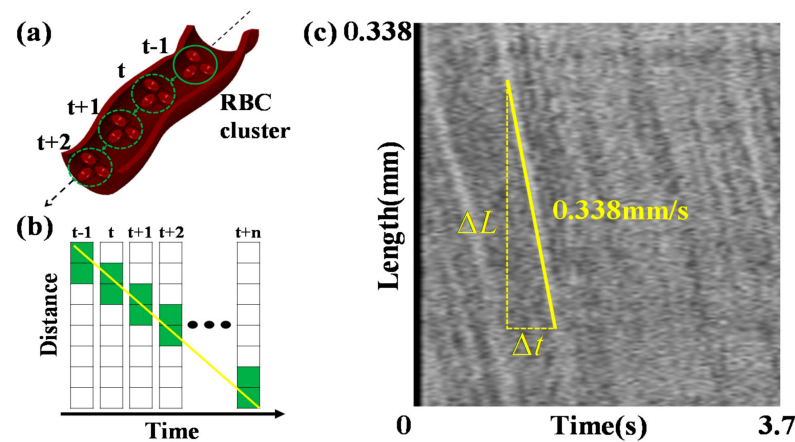 (a)
t-1
t
t+1
t+2
RBC
cluster
(b)
t-1 t t+1 t+2 t+n
Distance
Time
(c)
0.338
Length(mm)
0.338mm/s
ΔL
Δt
0 Time(s) 3.7